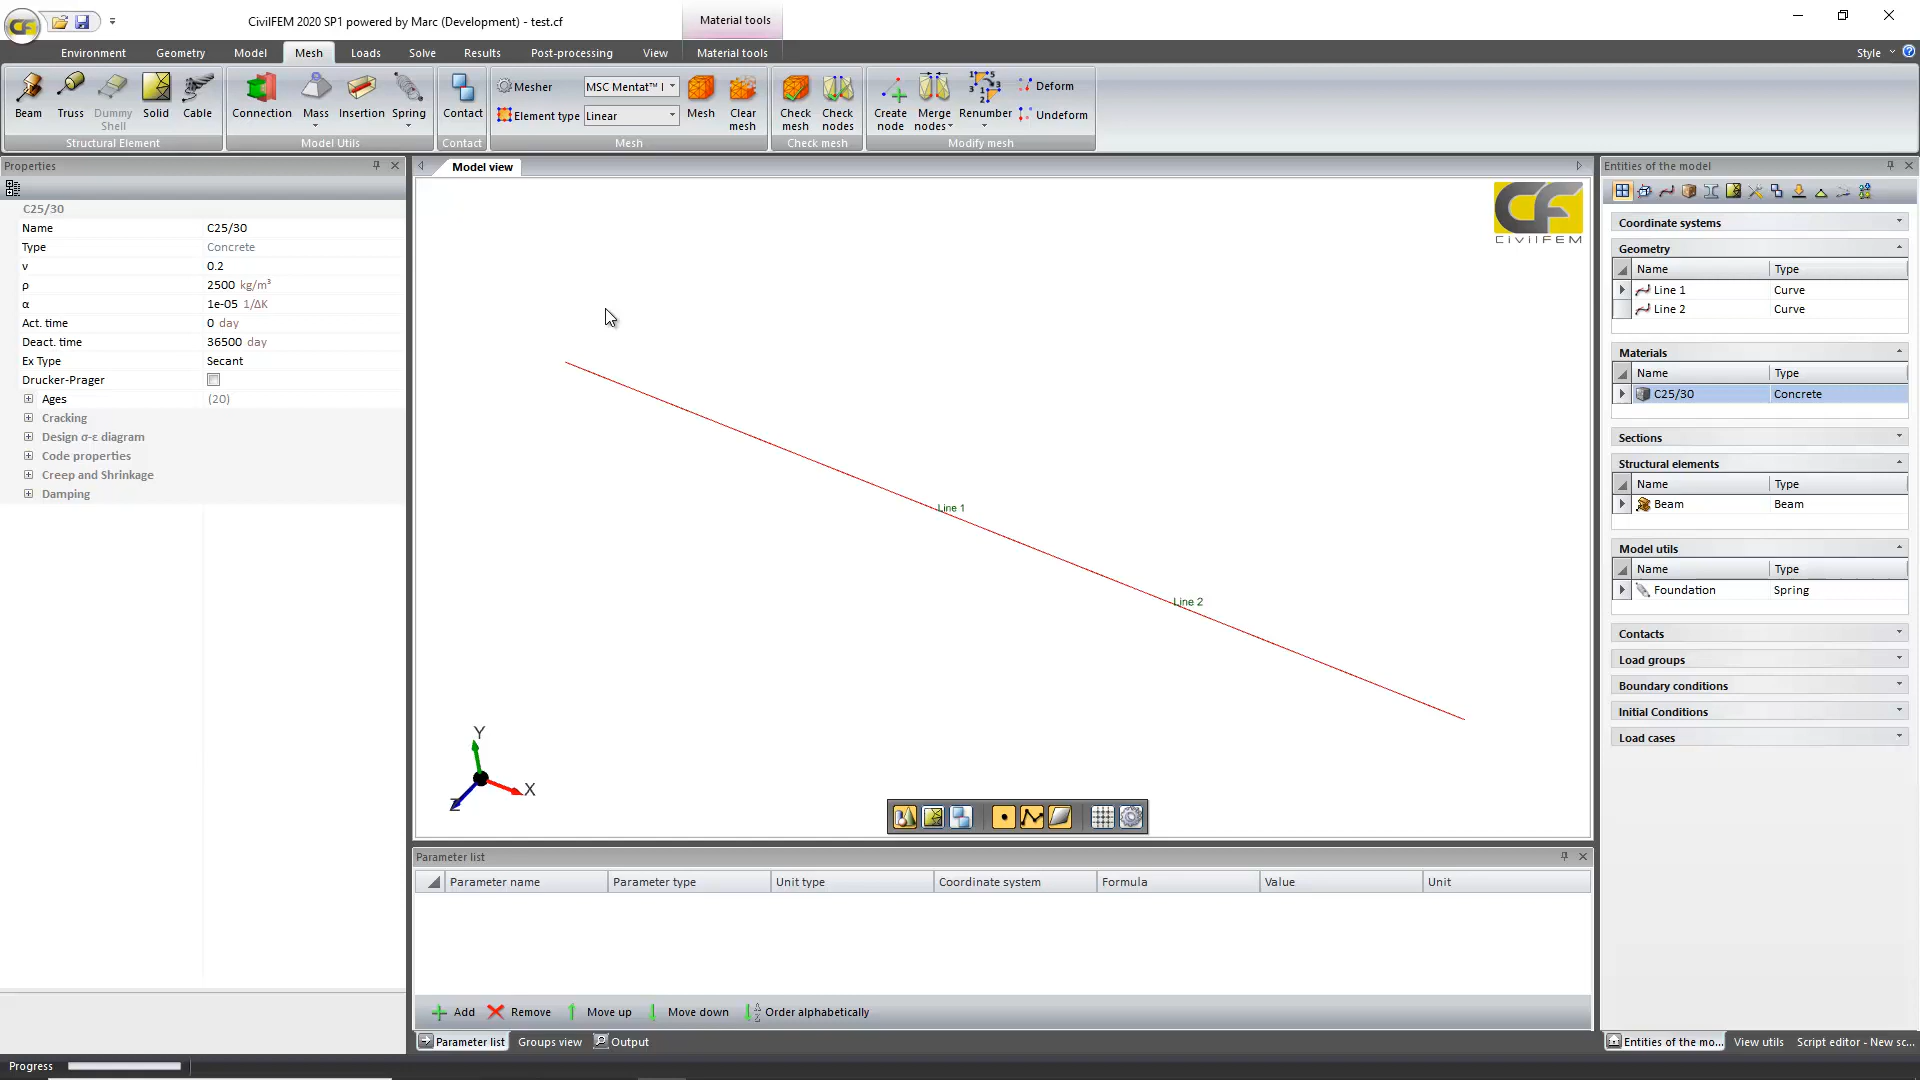 CivilFEM 2020 SP1 powered by Marc (Development) - test.cf
Material tools
Environment
Geometry
Model
Mesh
Loads
Solve
Results
Post-processing
View
Material tools
Style
Beam
Truss
Dummy Shell
Solid
Cable
Structural Element
Connection
Mass
Insertion
Spring
Model Utils
Contact
Contact
Mesher
MSC Mentat™ I
Element type
Linear
Mesh
Clear mesh
Mesh
Check mesh
Check nodes
Check mesh
Create node
Merge nodes
Renumber
Deform
Undeform
Modify mesh
Properties
C25/30
Name C25/30
Type Concrete
ν 0.2
ρ 2500 kg/m³
α 1e-05 1/ΔK
Act. time 0 day
Deact. time 36500 day
Ex Type Secant
Drucker-Prager
Ages (20)
Cracking
Design σ-ε diagram
Code properties
Creep and Shrinkage
Damping
Model view
CF
CIVILFEM
Line 1
Line 2
Y
X
Z
Parameter list
Parameter name
Parameter type
Unit type
Coordinate system
Formula
Value
Unit
Add
Remove
Move up
Move down
Order alphabetically
Parameter list
Groups view
Output
Entities of the model
Coordinate systems
Geometry
Name Type
Line 1 Curve
Line 2 Curve
Materials
Name Type
C25/30 Concrete
Sections
Structural elements
Name Type
Beam Beam
Model utils
Name Type
Foundation Spring
Contacts
Load groups
Boundary conditions
Initial Conditions
Load cases
Entities of the mo...
View utils
Script editor - New sc...
Progress